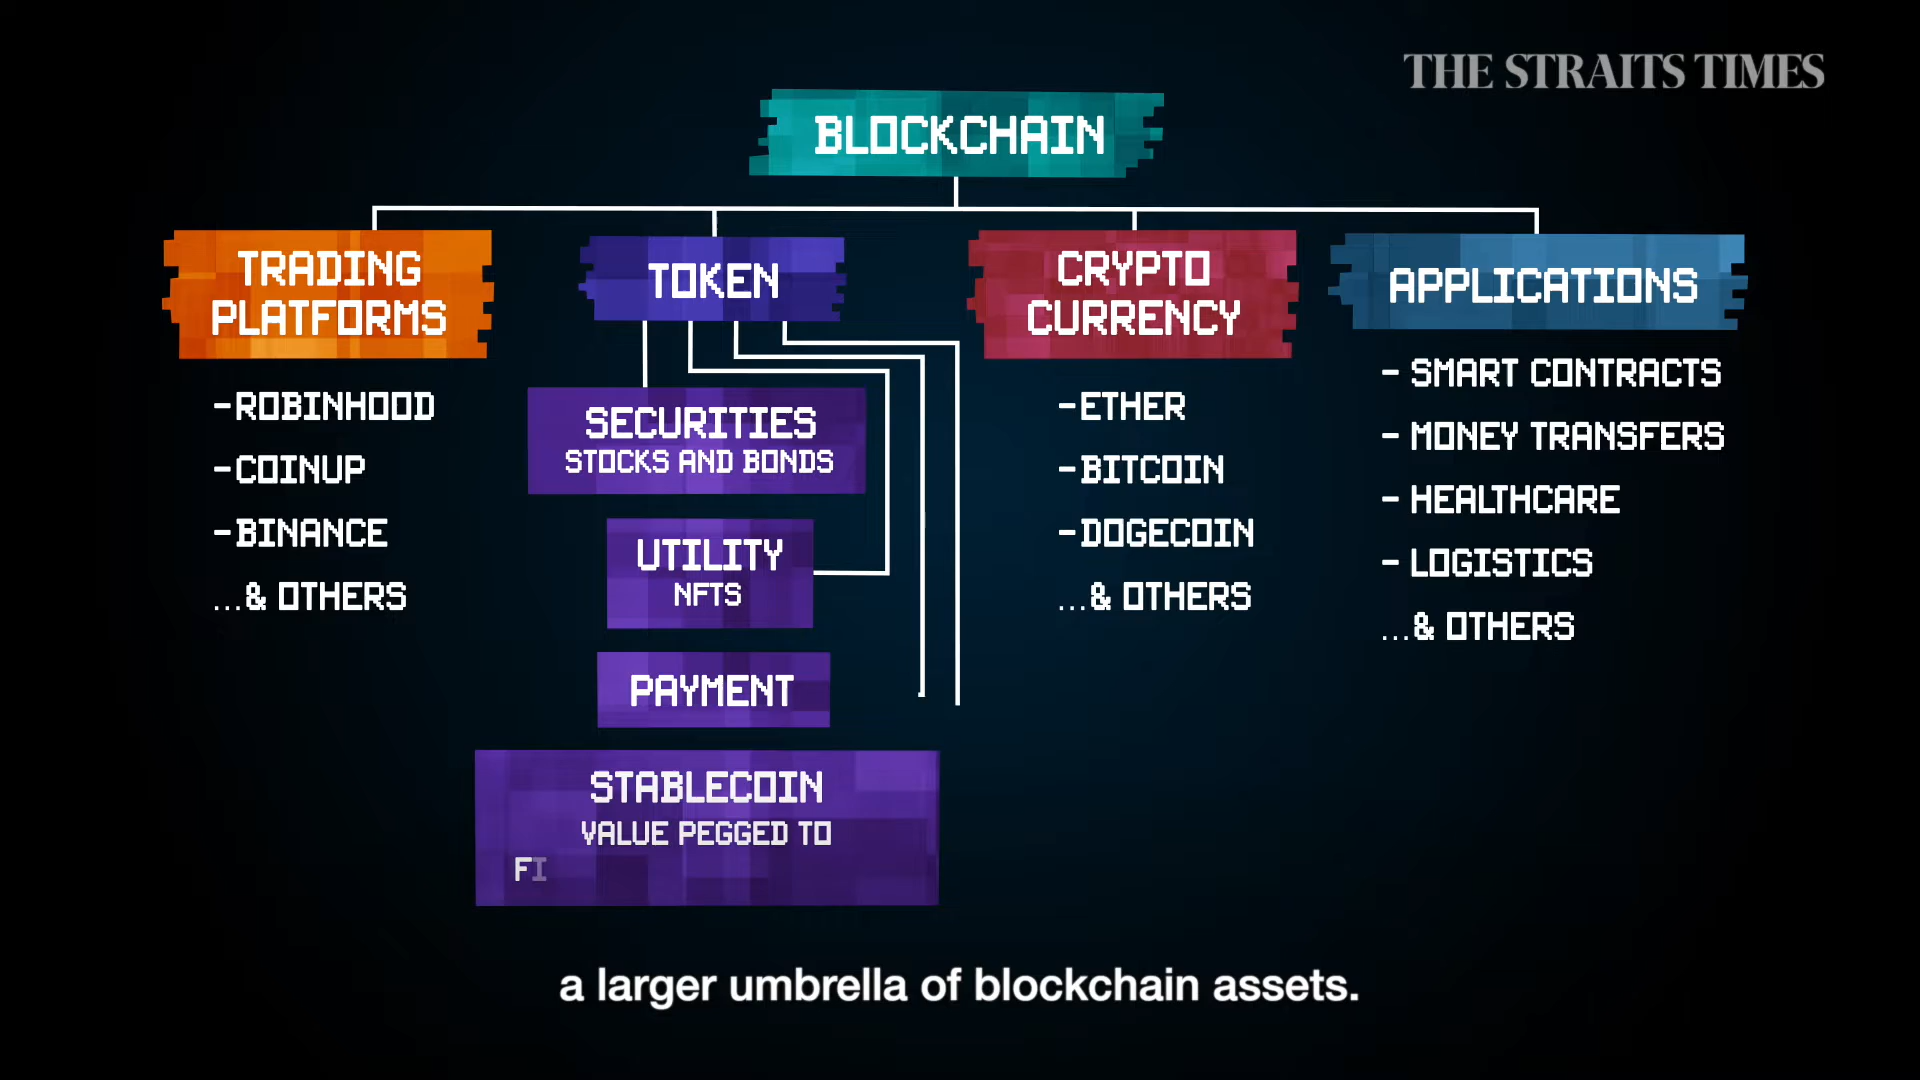 THE STRAITS TIMES
BLOCKCHAIN
TRADING
PLATFORMS
-ROBINHOOD
-COINUP
-BINANCE
...& OTHERS
TOKEN
SECURITIES
STOCKS AND BONDS
UTILITY
NFTS
PAYMENT
STABLECOIN
VALUE PEGGED TO
FI
CRYPTO
CURRENCY
-ETHER
-BITCOIN
-DOGECOIN
...& OTHERS
APPLICATIONS
- SMART CONTRACTS
- MONEY TRANSFERS
- HEALTHCARE
- LOGISTICS
...& OTHERS
a larger umbrella of blockchain assets.